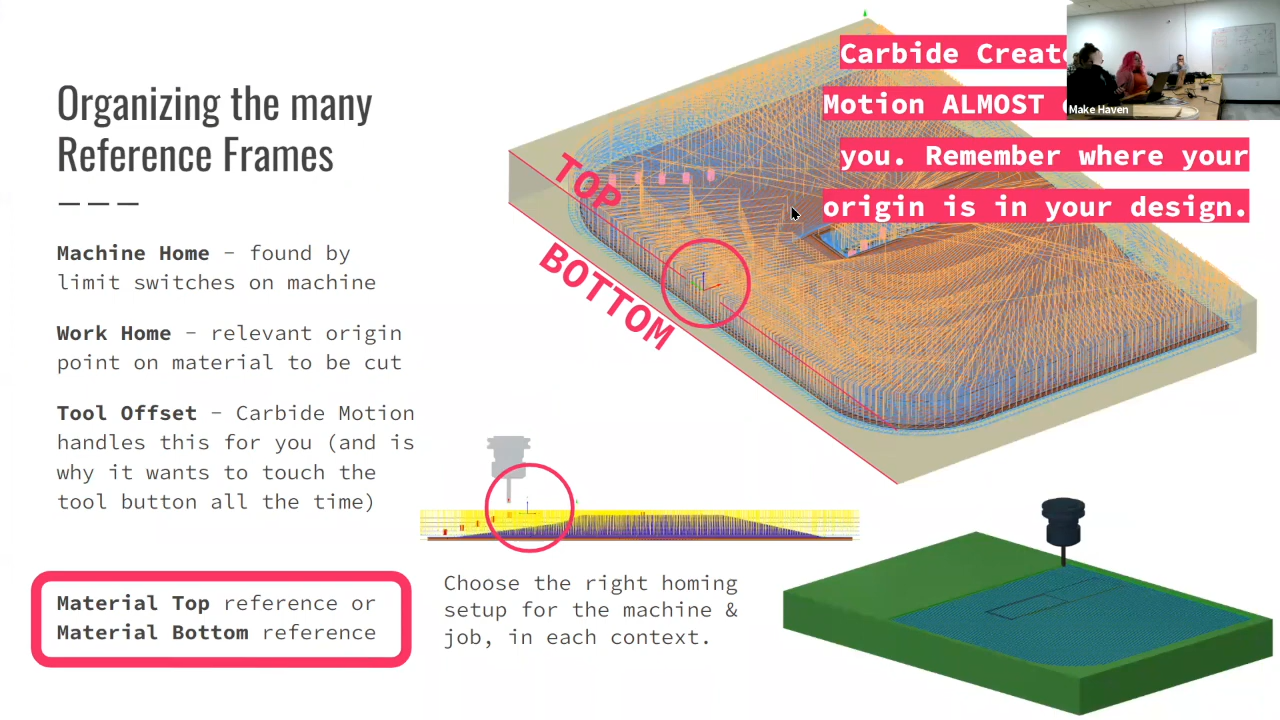 Organizing the many
Reference Frames
Machine Home – found by
limit switches on machine
Work Home – relevant origin
point on material to be cut
Tool Offset – Carbide Motion
handles this for you (and is
why it wants to touch the
tool button all the time)
Material Top reference or
Material Bottom reference
TOP
BOTTOM
Choose the right homing
setup for the machine &
job, in each context.
Carbide
Motion ALMOST
you. Remember where your
origin is in your design.
Make Haven